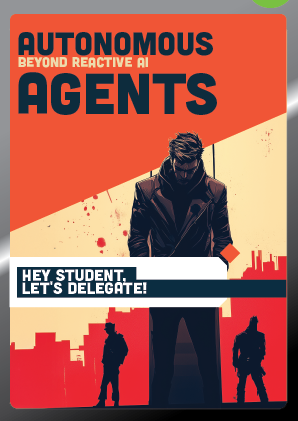 AUTONOMOUS
BEYOND REACTIVE AI
AGENTS
HEY STUDENT,
LET'S DELEGATE!